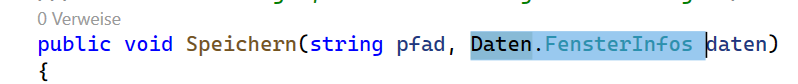 0 Verweise
public void Speichern(string pfad, Daten.FensterInfos daten)
{